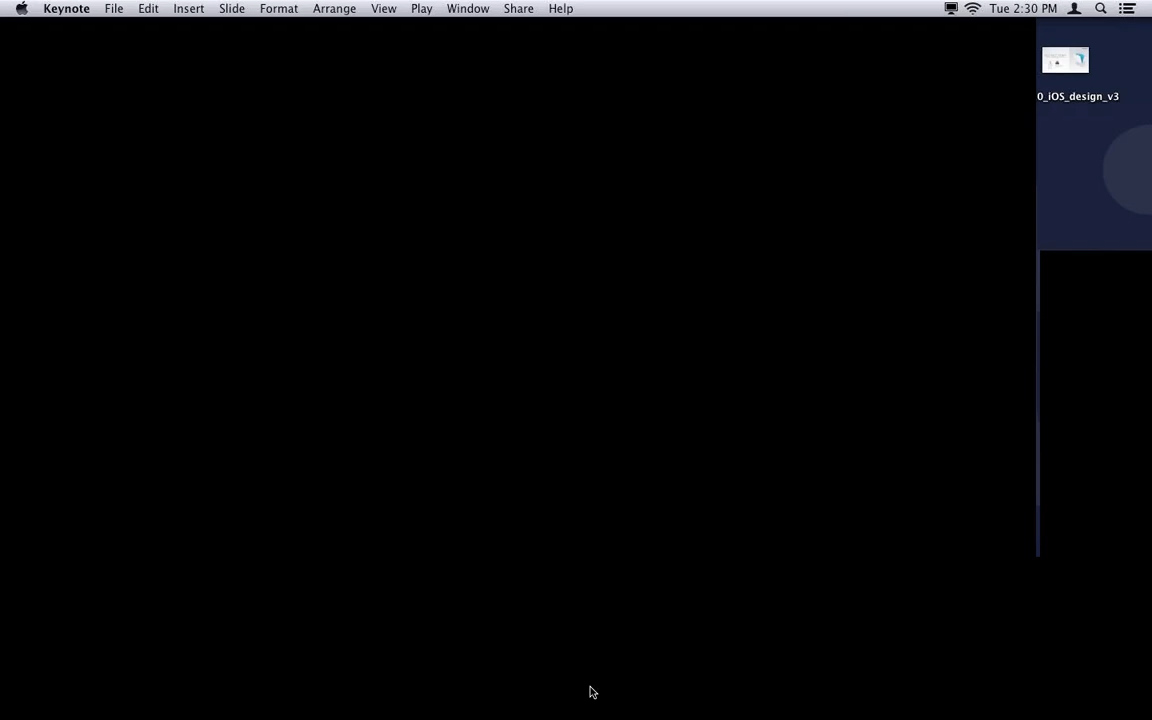 Keynote File Edit Insert Slide Format Arrange View Play Window Share Help Tue 2:30 PM
0_iOS_design_v3